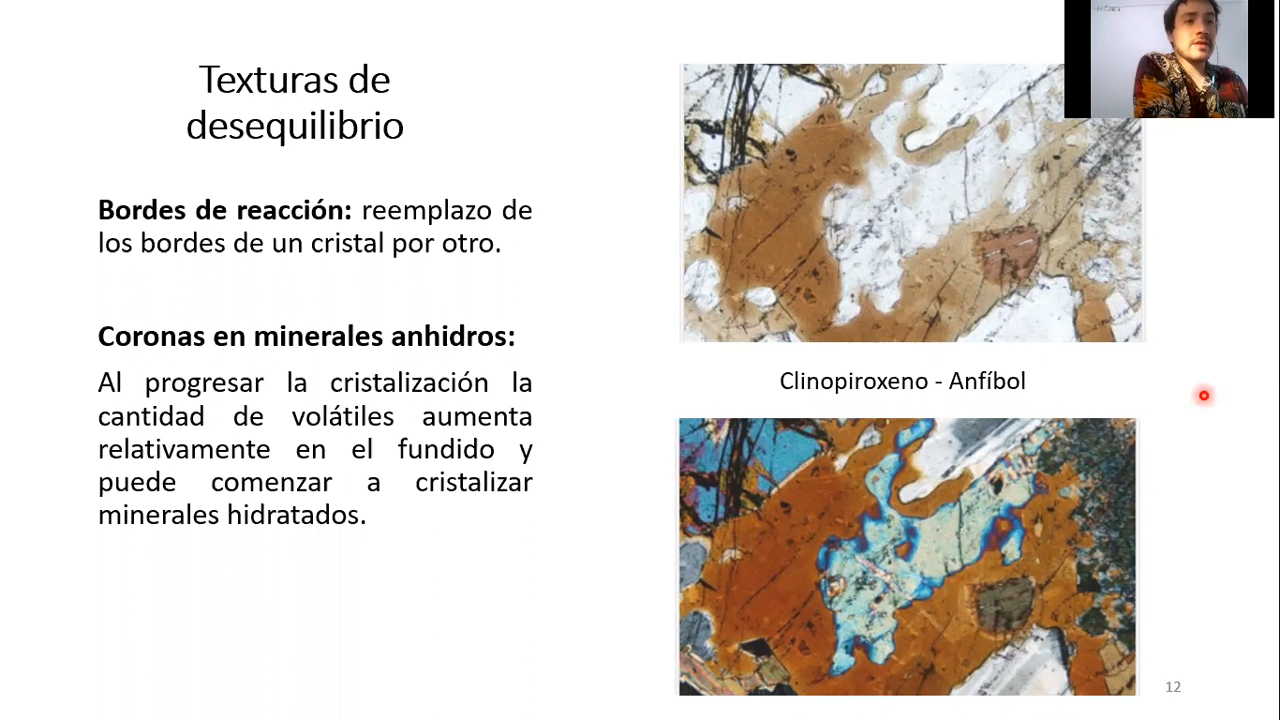 Texturas de
desequilibrio
Bordes de reacción: reemplazo de
los bordes de un cristal por otro.
Coronas en minerales anhidros:
Al progresar la cristalización la
cantidad de volátiles aumenta
relativamente en el fundido y
puede comenzar a cristalizar
minerales hidratados.
Clinopiroxeno - Anfíbol
12